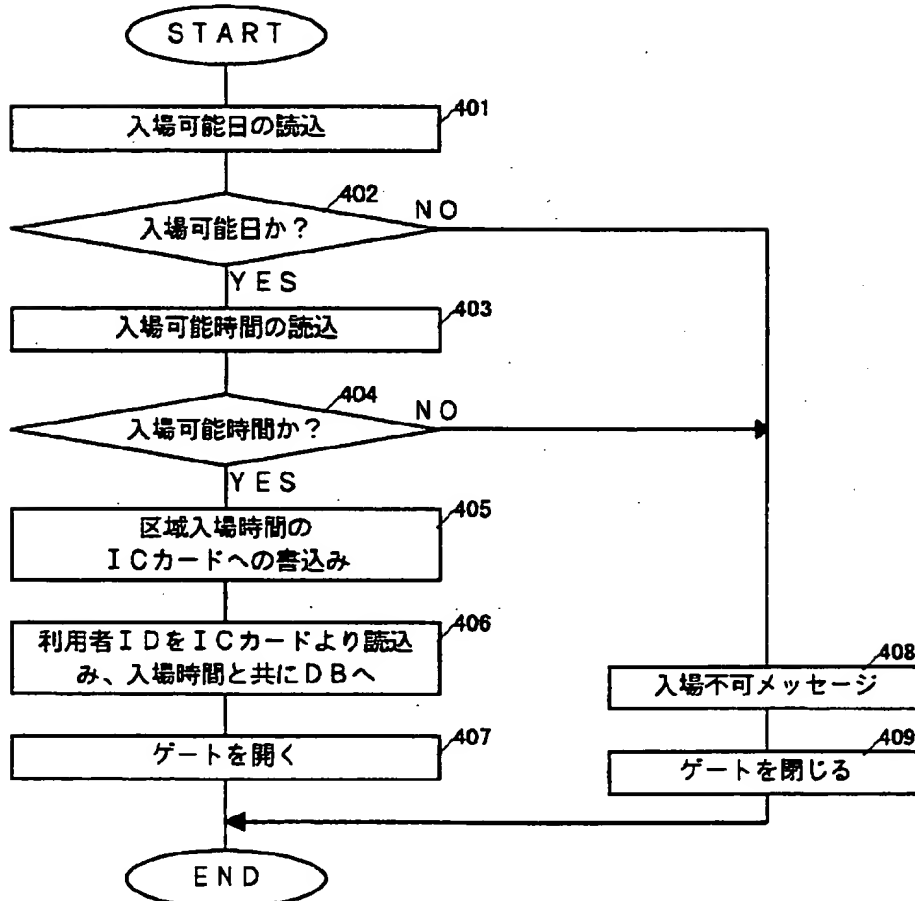 START
401
入場可能日の読込
402
入場可能日か？
NO
YES
403
入場可能時間の読込
404
入場可能時間か？
NO
YES
405
区域入場時間の
ICカードへの書込み
406
利用者IDをICカードより読込
み、入場時間と共にDBへ
407
ゲートを開く
408
入場不可メッセージ
409
ゲートを閉じる
END